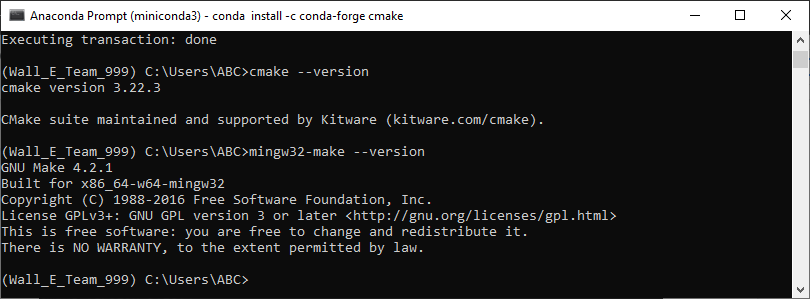 Anaconda Prompt (miniconda3) - conda  install -c conda-forge cmake
Executing transaction: done
(Wall_E_Team_999) C:\Users\ABC>cmake --version
cmake version 3.22.3
CMake suite maintained and supported by Kitware (kitware.com/cmake).
(Wall_E_Team_999) C:\Users\ABC>mingw32-make --version
GNU Make 4.2.1
Built for x86_64-w64-mingw32
Copyright (C) 1988-2016 Free Software Foundation, Inc.
License GPLv3+: GNU GPL version 3 or later <http://gnu.org/licenses/gpl.html>
This is free software: you are free to change and redistribute it.
There is NO WARRANTY, to the extent permitted by law.
(Wall_E_Team_999) C:\Users\ABC>